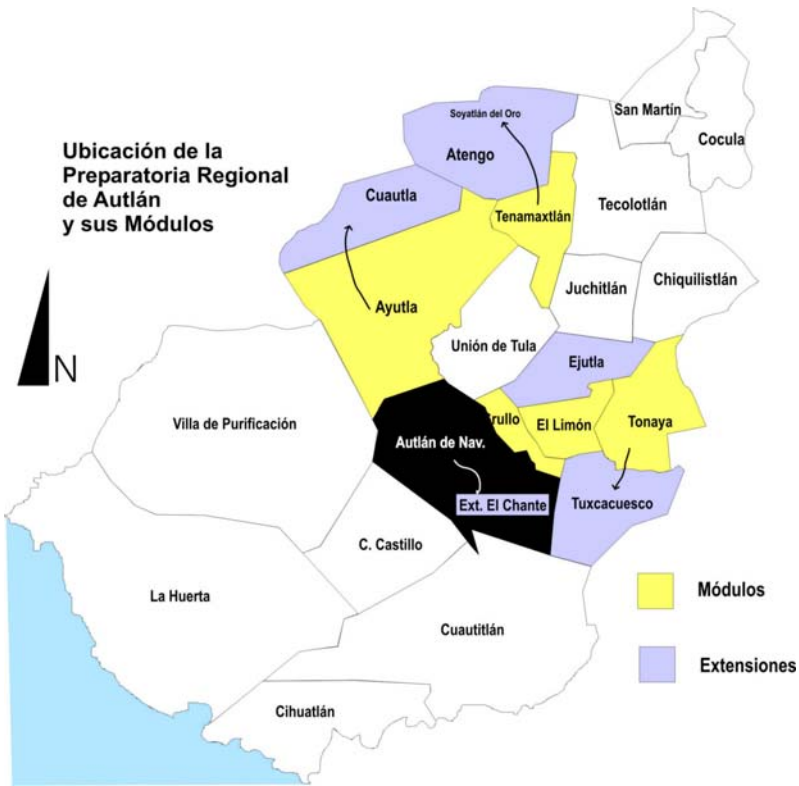 Ubicación de la
Preparatoria Regional
de Autlán
y sus Módulos
N
San Martín
Cocula
Soyatlán del Oro
Atengo
Cuautla
Tenamaxtlán
Tecolotlán
Chiquilistlán
Juchitlán
Ayutla
Unión de Tula
Ejutla
Villa de Purificación
Grullo
El Limón
Tonaya
Autlán de Nav.
Ext. El Chante
Tuxcacuesco
C. Castillo
La Huerta
Cuautitlán
Cihuatlán
Módulos
Extensiones